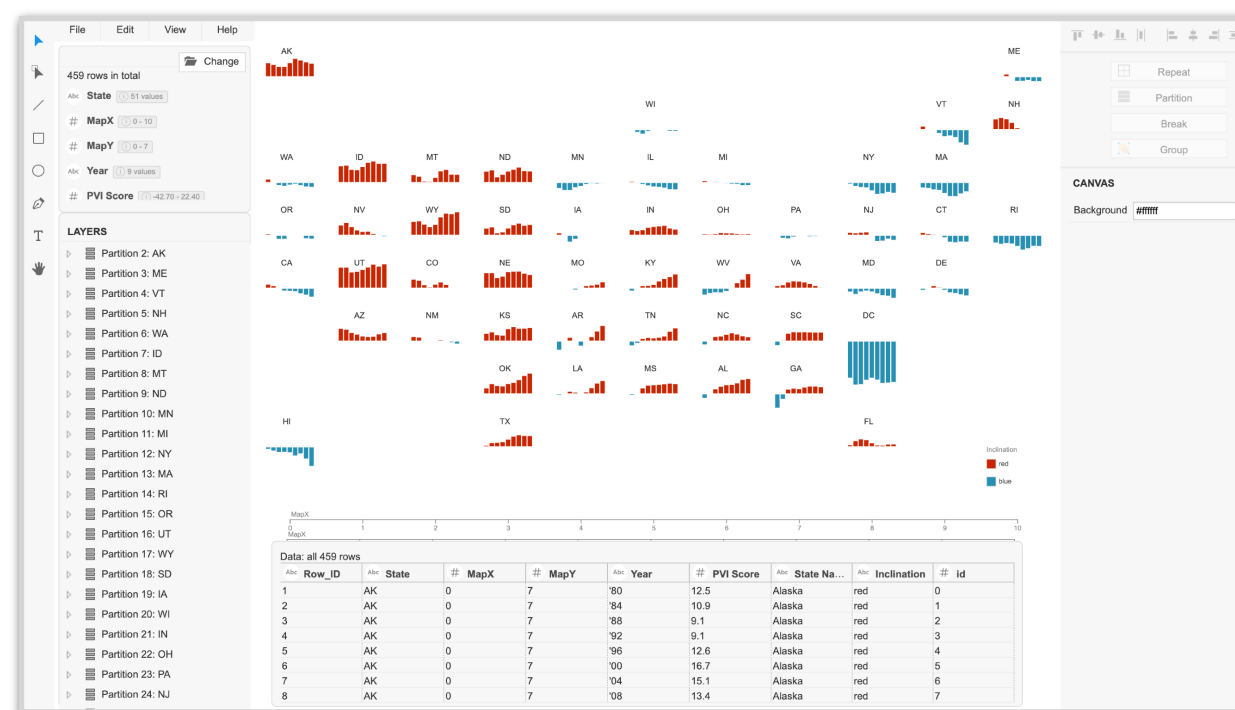 File Edit View Help
Change
459 rows in total
Abc State 51 values
# MapX 0 - 10
# MapY 0 - 7
Abc Year 9 values
# PVI Score -42.70 - 22.40
LAYERS
Partition 2: AK
Partition 3: ME
Partition 4: VT
Partition 5: NH
Partition 6: WA
Partition 7: ID
Partition 8: MT
Partition 9: ND
Partition 10: MN
Partition 11: MI
Partition 12: NY
Partition 13: MA
Partition 14: RI
Partition 15: OR
Partition 16: UT
Partition 17: WY
Partition 18: SD
Partition 19: IA
Partition 20: WI
Partition 21: IN
Partition 22: OH
Partition 23: PA
Partition 24: NJ
AK ME
WI VT NH
WA ID MT ND MN IL MI NY MA
OR NV WY SD IA IN OH PA NJ CT RI
CA UT CO NE MO KY WV VA MD DE
AZ NM KS AR TN NC SC DC
OK LA MS AL GA
HI TX FL
Inclination
red
blue
MapX
0 1 2 3 4 5 6 7 8 9 10
MapX
Data: all 459 rows
Abc Row_ID Abc State # MapX # MapY Abc Year # PVI Score Abc State Na... Abc Inclination # id
1 AK 0 7 '80 12.5 Alaska red 0
2 AK 0 7 '84 10.9 Alaska red 1
3 AK 0 7 '88 9.1 Alaska red 2
4 AK 0 7 '92 9.1 Alaska red 3
5 AK 0 7 '96 12.6 Alaska red 4
6 AK 0 7 '00 16.7 Alaska red 5
7 AK 0 7 '04 15.1 Alaska red 6
8 AK 0 7 '08 13.4 Alaska red 7
Repeat
Partition
Break
Group
CANVAS
Background #ffffff